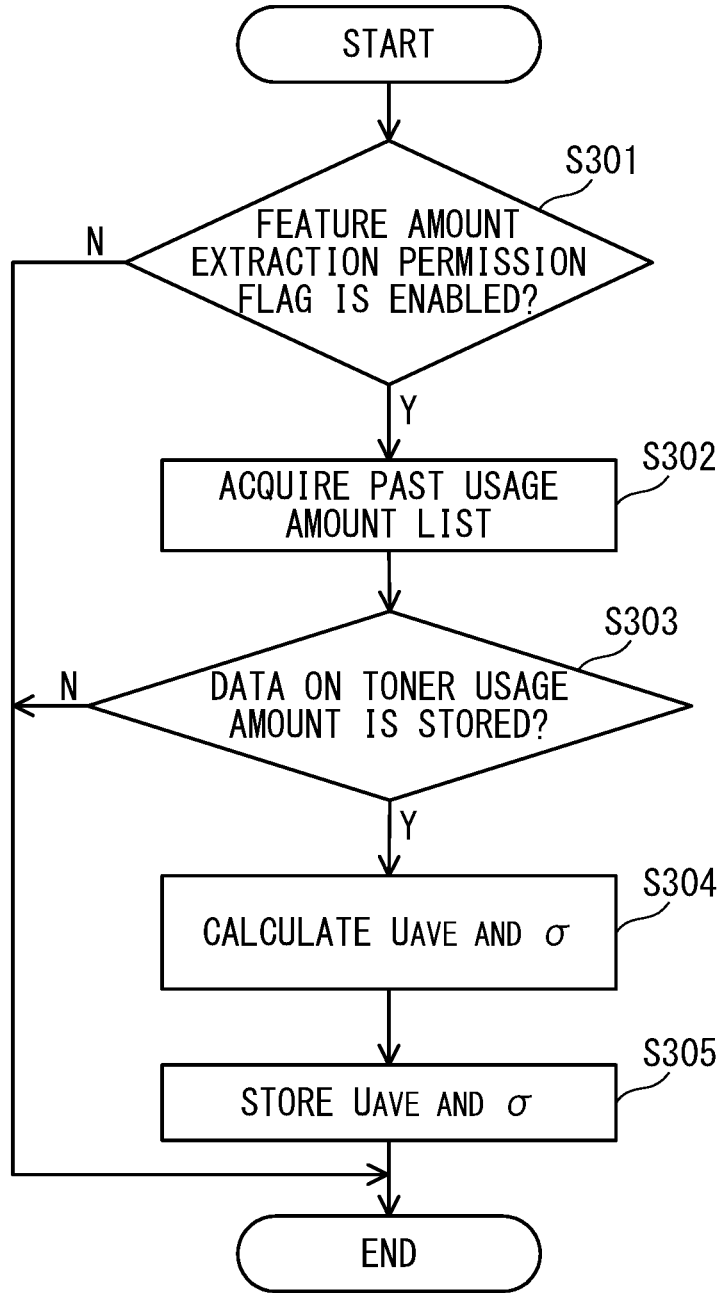 START
S301
FEATURE AMOUNT
EXTRACTION PERMISSION
FLAG IS ENABLED?
N
Y
S302
ACQUIRE PAST USAGE
AMOUNT LIST
S303
DATA ON TONER USAGE
AMOUNT IS STORED?
N
Y
S304
CALCULATE UAVE AND σ
S305
STORE UAVE AND σ
END